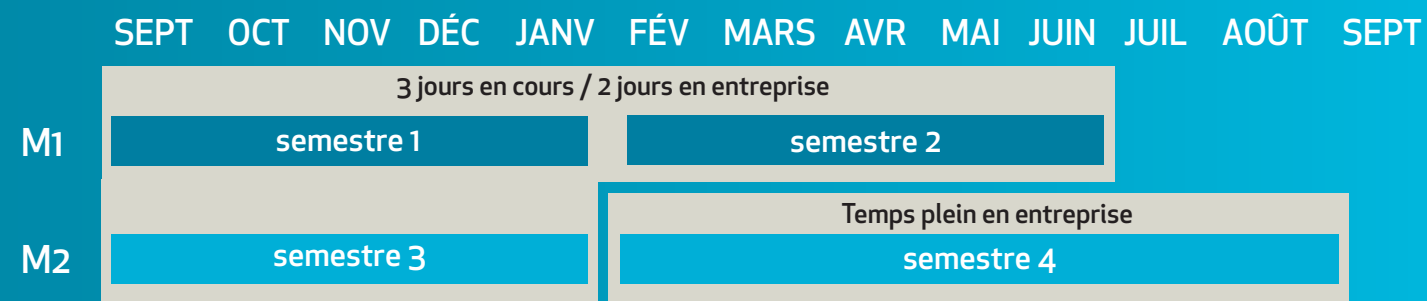 SEPT OCT NOV DÉC JANV FÉV MARS AVR MAI JUIN JUIL AOÛT SEPT
3 jours en cours / 2 jours en entreprise
M1 semestre 1 semestre 2
Temps plein en entreprise
M2 semestre 3 semestre 4